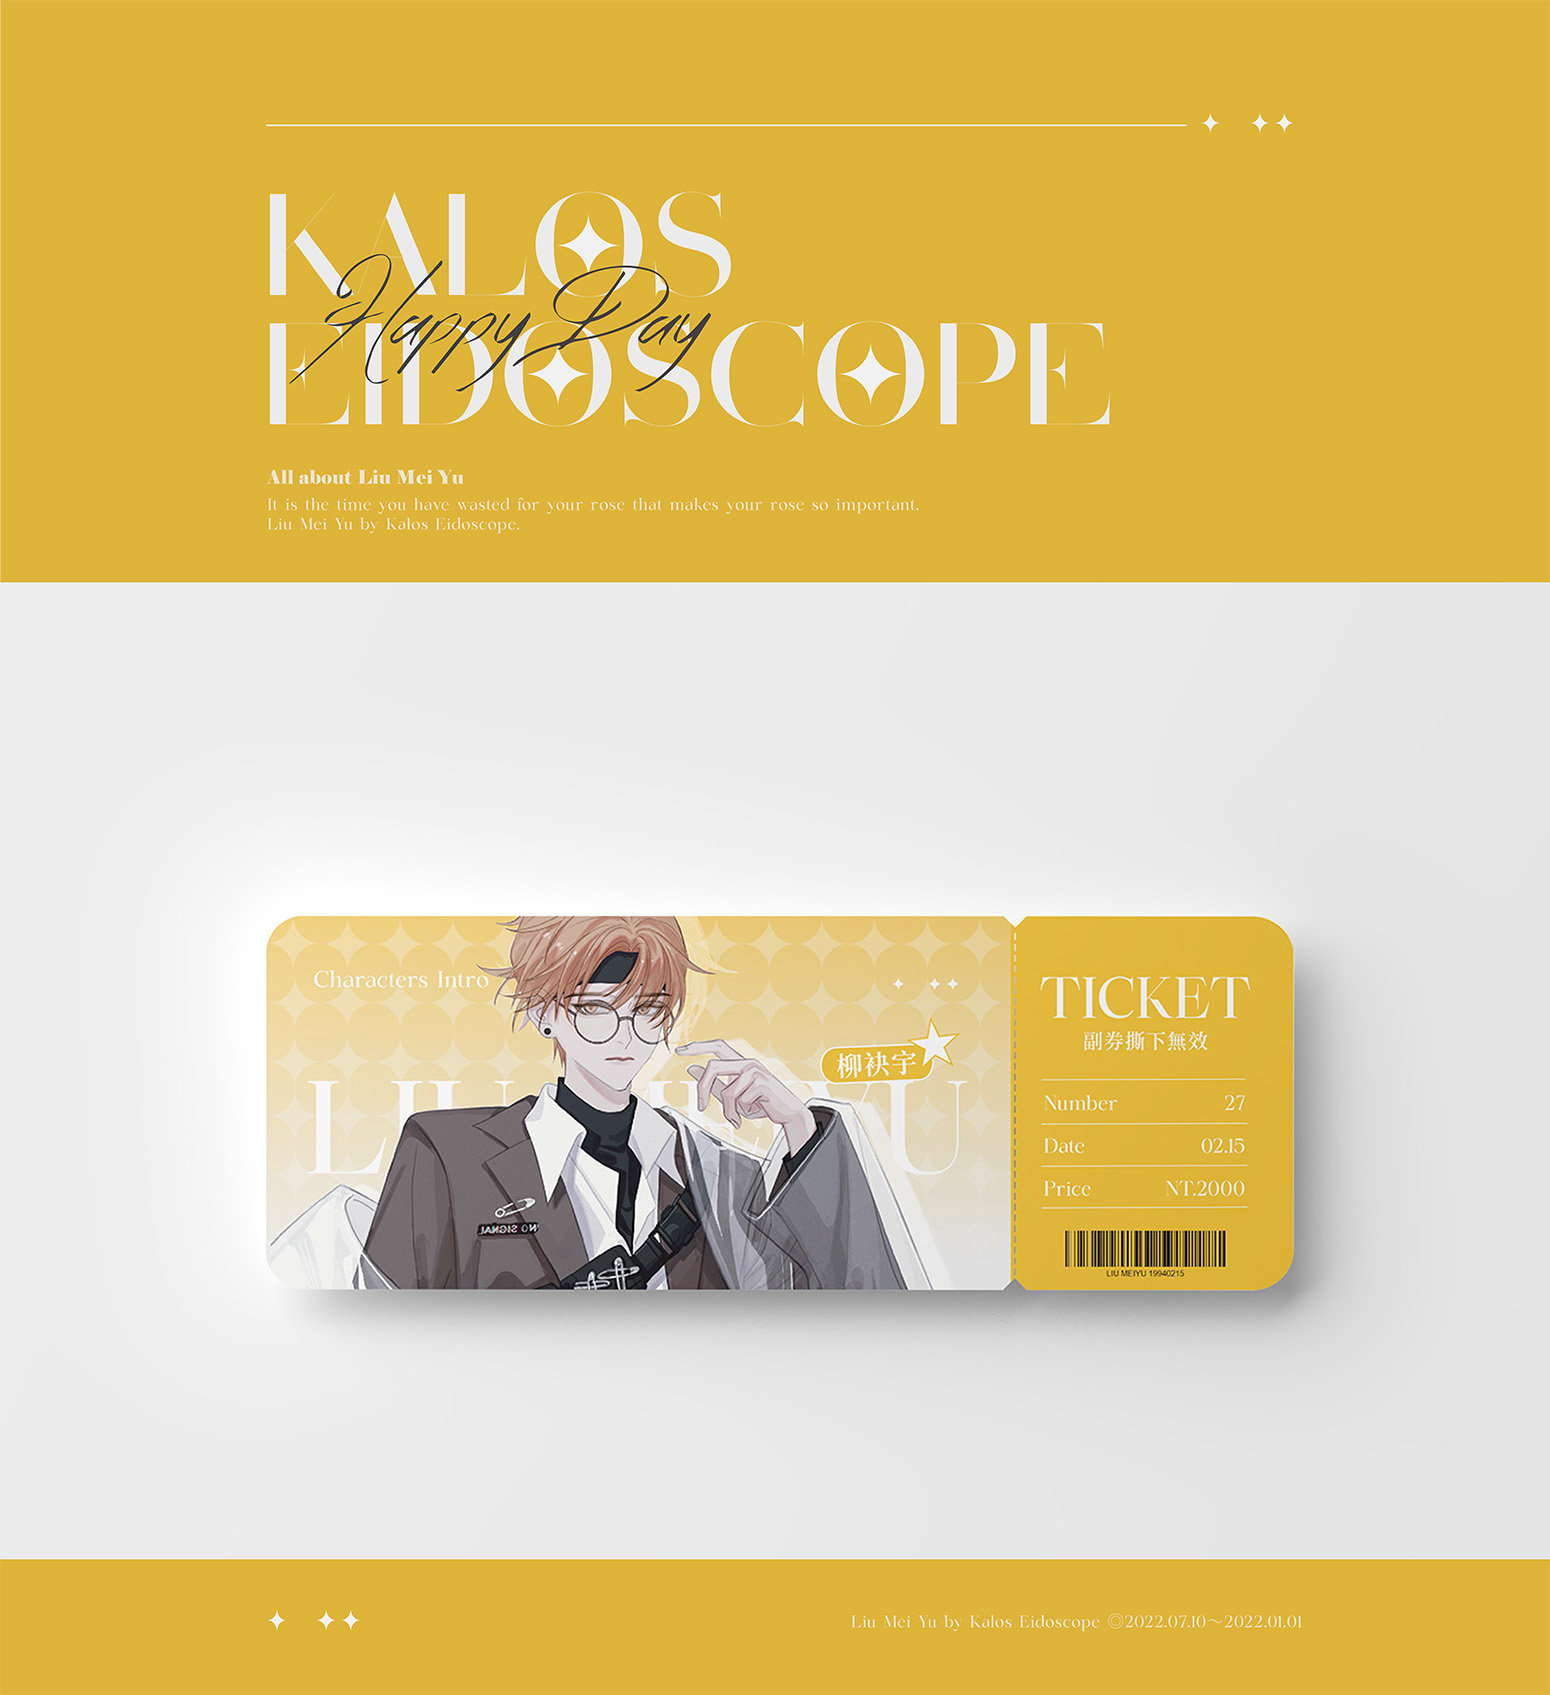 KALOS
Happy Day
EIDOSCOPE
All about Liu Mei Yu
It is the time you have wasted for your rose that makes your rose so important.
Liu Mei Yu by Kalos Eidoscope.
Characters Intro
LIU MEIYU
柳袂宇
NO SIGNAL
TICKET
副券撕下無效
Number 27
Date 02.15
Price NT.2000
LIU MEIYU 19940215
Liu Mei Yu by Kalos Eidoscope ◎2022.07.10～2022.01.01